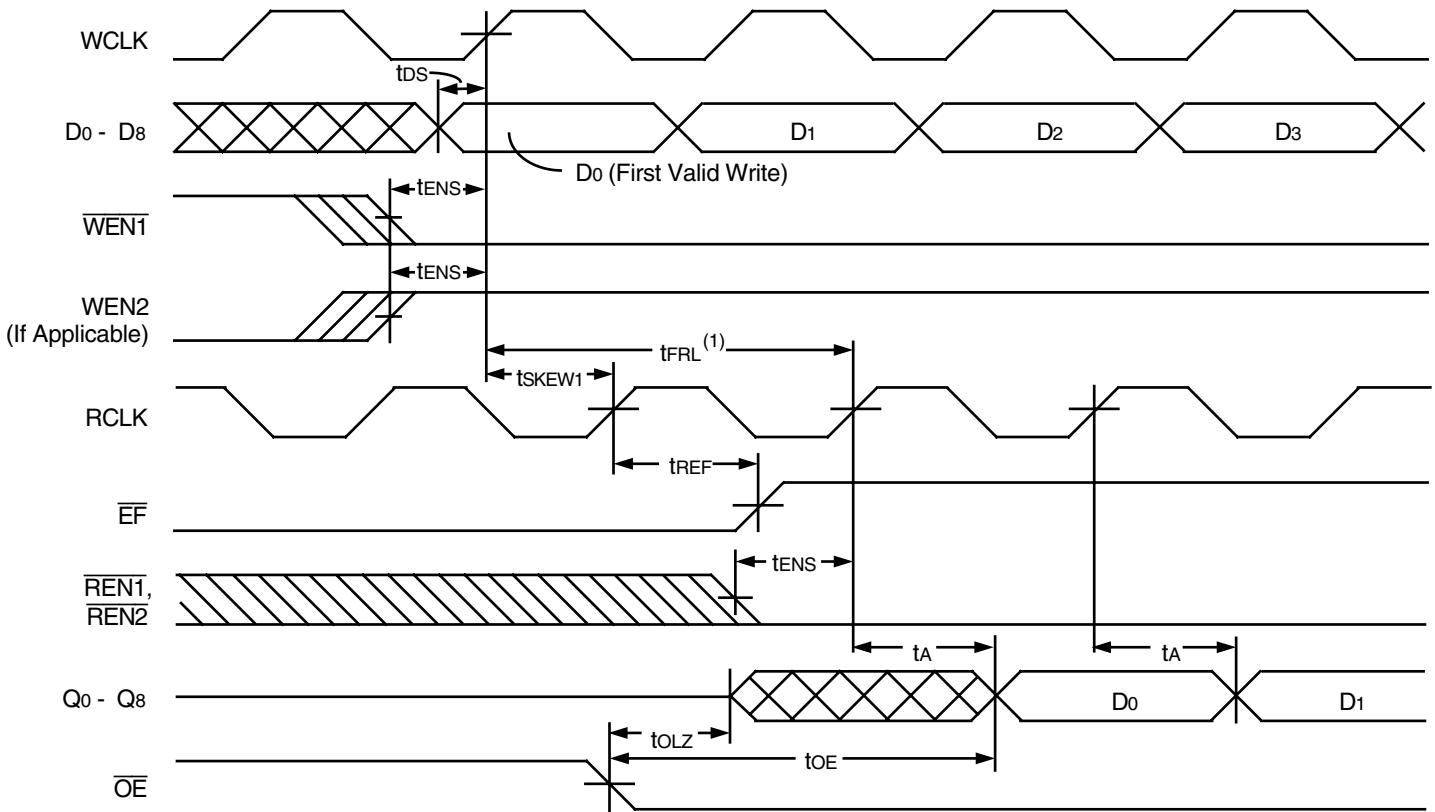 WCLK
tDS
D0 - D8
D1
D2
D3
D0 (First Valid Write)
tENS
WEN1
tENS
WEN2
(If Applicable)
tFRL(1)
tSKEW1
RCLK
tREF
EF
tENS
REN1,
REN2
tA
tA
Q0 - Q8
D0
D1
tOLZ
tOE
OE